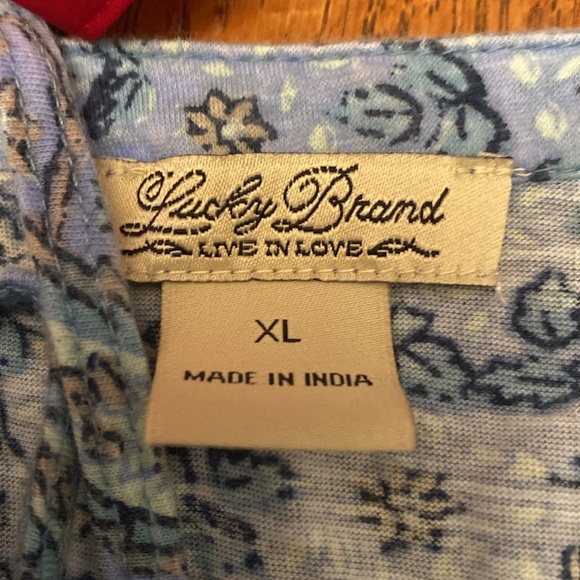 Lucky Brand
LIVE IN LOVE
XL
MADE IN INDIA